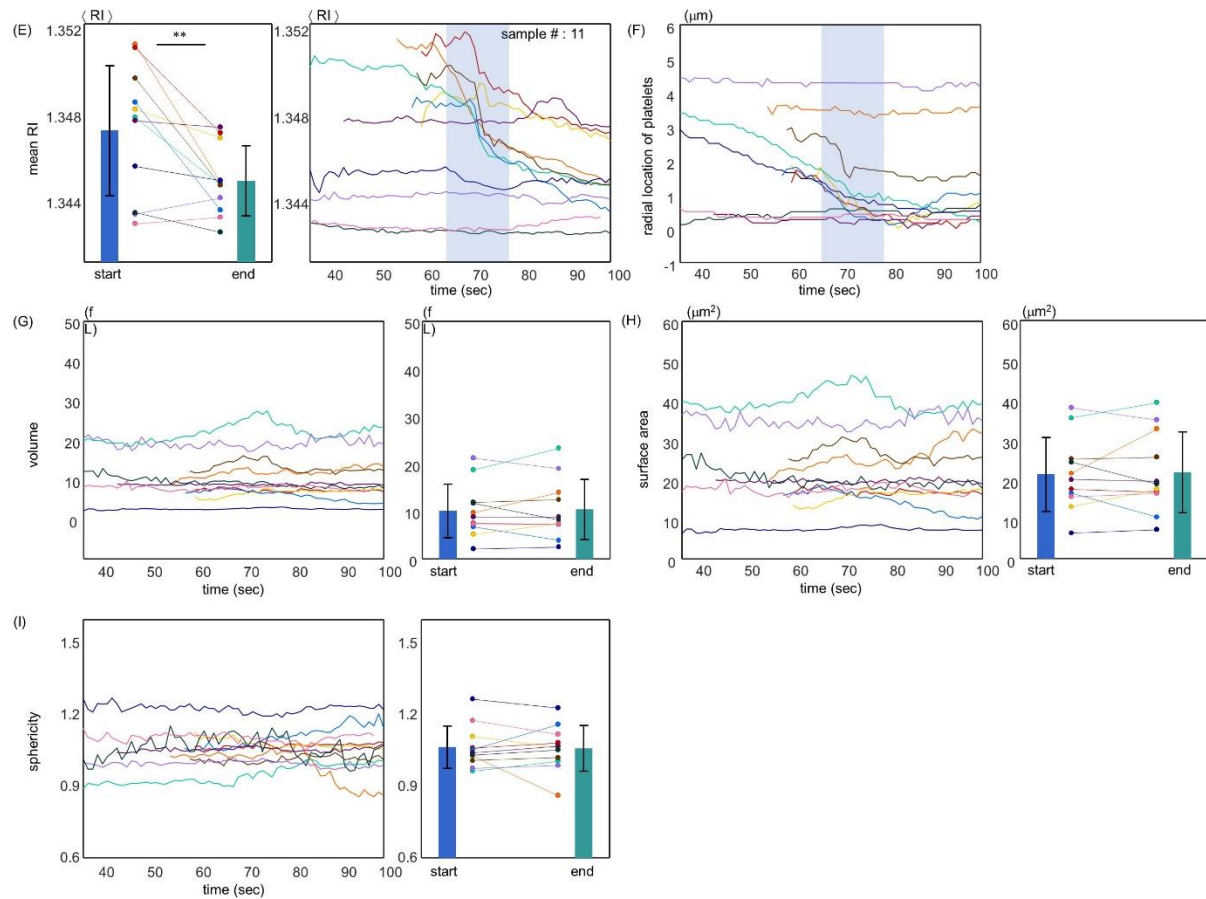 (E)
⟨ RI ⟩
mean RI
1.352
1.348
1.344
**
start
end
⟨ RI ⟩
sample # : 11
1.352
1.348
1.344
40 50 60 70 80 90 100
time (sec)
(F)
(μm)
radial location of platelets
6
5
4
3
2
1
0
-1
40 50 60 70 80 90 100
time (sec)
(G)
(f
L)
volume
50
40
30
20
10
0
40 50 60 70 80 90 100
time (sec)
(f
L)
50
40
30
20
10
0
start
end
(H)
(μm²)
surface area
60
50
40
30
20
10
0
40 50 60 70 80 90 100
time (sec)
(μm²)
60
50
40
30
20
10
0
start
end
(I)
sphericity
1.5
1.2
0.9
0.6
40 50 60 70 80 90 100
time (sec)
1.5
1.2
0.9
0.6
start
end